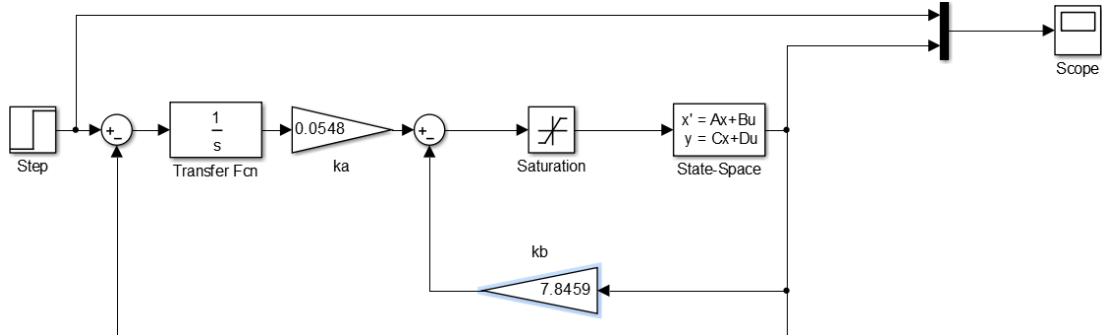 Scope
+
-
1
s
0.0548
+
-
x' = Ax+Bu
y = Cx+Du
Step
Transfer Fcn
ka
Saturation
State-Space
kb
7.8459